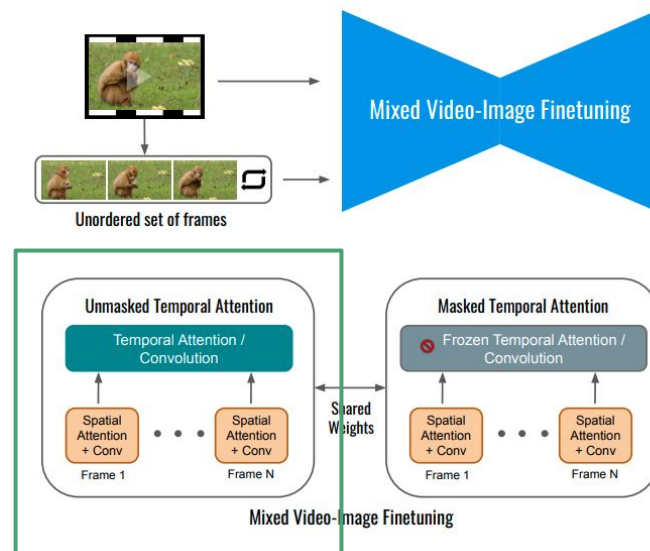 Mixed Video-Image Finetuning
Unordered set of frames
Unmasked Temporal Attention
Temporal Attention /
Convolution
Spatial
Attention
+ Conv
Spatial
Attention
+ Conv
Frame 1
Frame N
Shared
Weights
Masked Temporal Attention
Frozen Temporal Attention /
Convolution
Spatial
Attention
+ Conv
Spatial
Attention
+ Conv
Frame 1
Frame N
Mixed Video-Image Finetuning